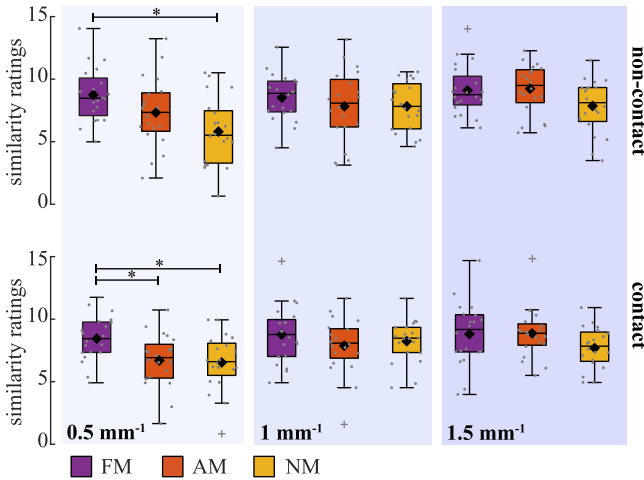 15
10
5
0
similarity ratings
*
non-contact
15
10
5
0
similarity ratings
*
*
contact
0.5 mm⁻¹
1 mm⁻¹
1.5 mm⁻¹
FM
AM
NM